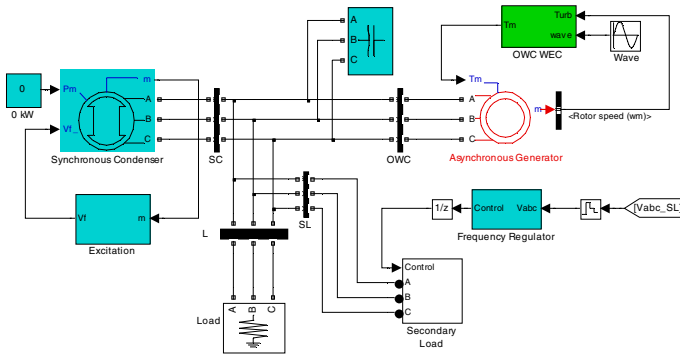 A
B
C
Tm
Turb
wave
OWC WEC
Wave
0
0 kW
Pm
m
Vf_
A
B
C
Synchronous Condenser
SC
OWC
Tm
A
B
C
m
<Rotor speed (wm)>
Asynchronous Generator
Vf
m
Excitation
SL
L
1/z
Control
Vabc
Frequency Regulator
[Vabc_SL]
Control
A
B
C
Secondary
Load
A
B
C
Load